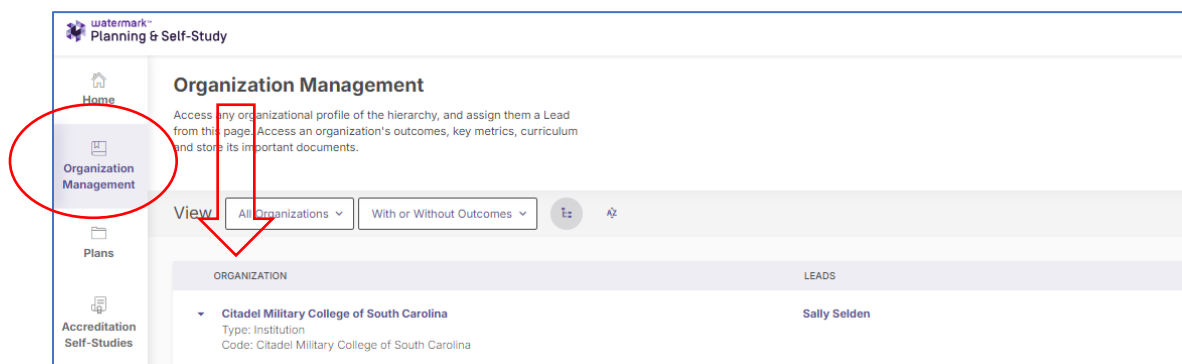 watermark™
Planning & Self-Study
Home
Organization
Management
Plans
Accreditation
Self-Studies
Organization Management
Access any organizational profile of the hierarchy, and assign them a Lead
from this page. Access an organization's outcomes, key metrics, curriculum
and store its important documents.
View
All Organizations
With or Without Outcomes
AZ
ORGANIZATION
LEADS
Citadel Military College of South Carolina
Sally Selden
Type: Institution
Code: Citadel Military College of South Carolina